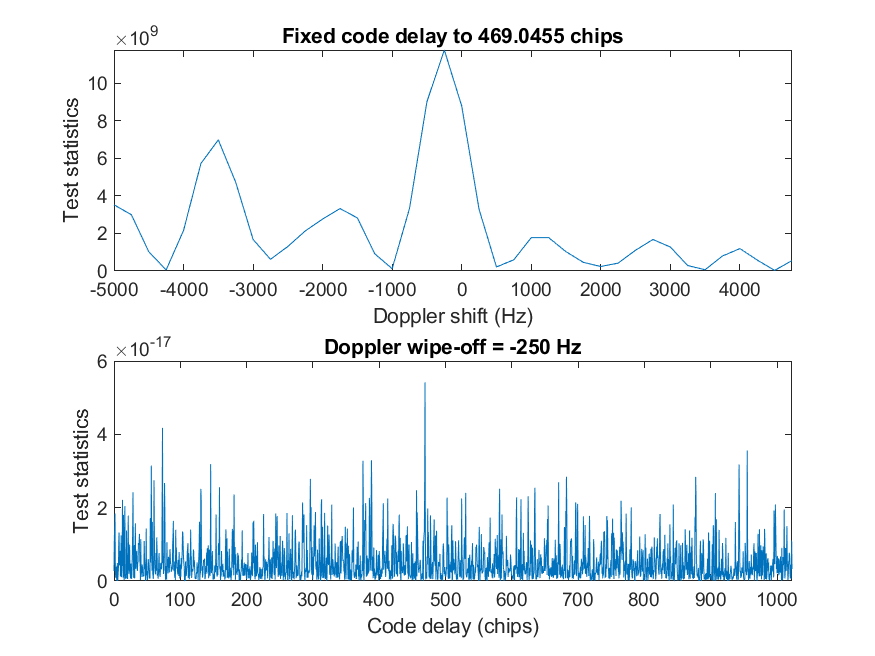 ×10^9
Fixed code delay to 469.0455 chips
Test statistics
10
8
6
4
2
0
-5000 -4000 -3000 -2000 -1000 0 1000 2000 3000 4000
Doppler shift (Hz)
×10^-17
Doppler wipe-off = -250 Hz
Test statistics
6
4
2
0
0 100 200 300 400 500 600 700 800 900 1000
Code delay (chips)